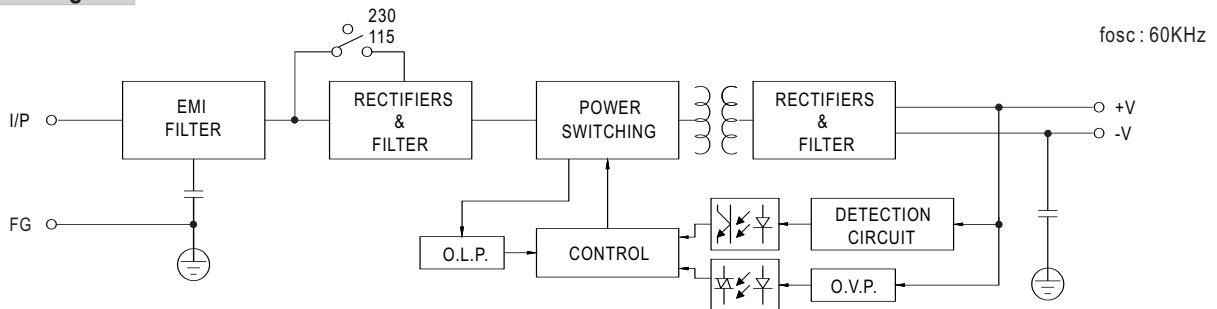 230
115
fosc : 60KHz
I/P
EMI
FILTER
RECTIFIERS
&
FILTER
POWER
SWITCHING
RECTIFIERS
&
FILTER
+V
-V
FG
O.L.P.
CONTROL
DETECTION
CIRCUIT
O.V.P.